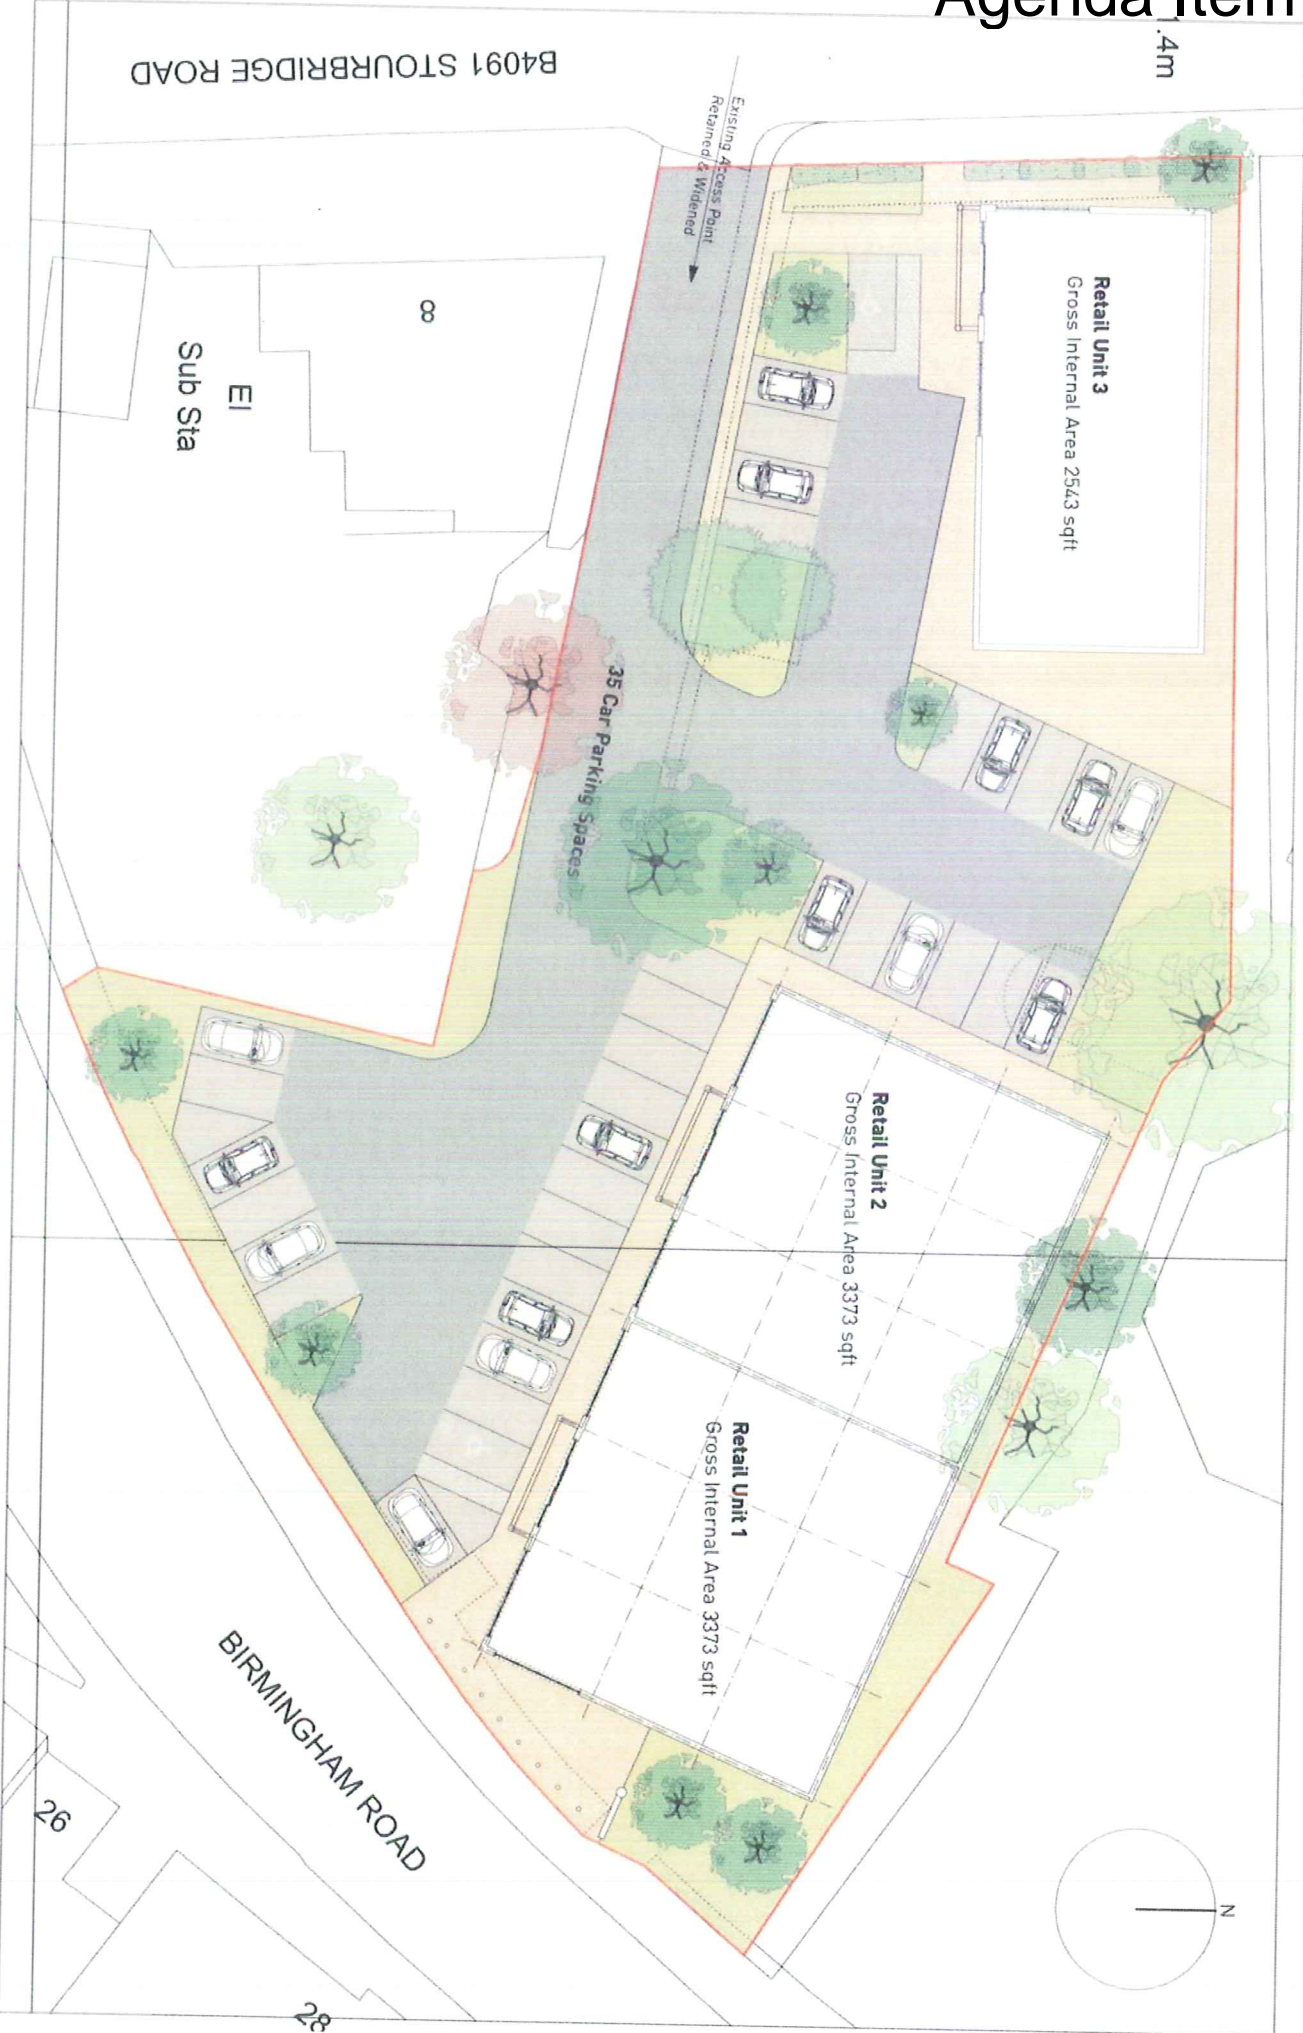 Agenda Item
1.4m
B4091 STOURBRIDGE ROAD
Existing Access Point
Retained & Widened
Retail Unit 3
Gross Internal Area 2543 sqft
8
El
Sub Sta
35 Car Parking Spaces
Retail Unit 2
Gross Internal Area 3373 sqft
Retail Unit 1
Gross Internal Area 3373 sqft
BIRMINGHAM ROAD
26
28
N